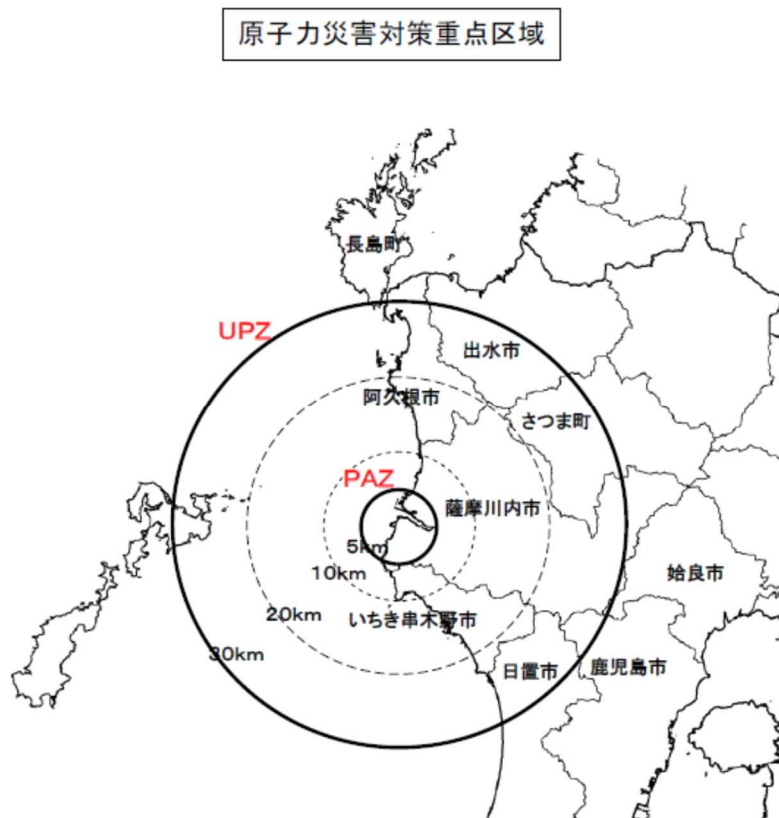 原子力災害対策重点区域
長島町
UPZ
出水市
阿久根市
さつま町
PAZ
薩摩川内市
5km
10km
姶良市
20km
いちき串木野市
30km
日置市
鹿児島市